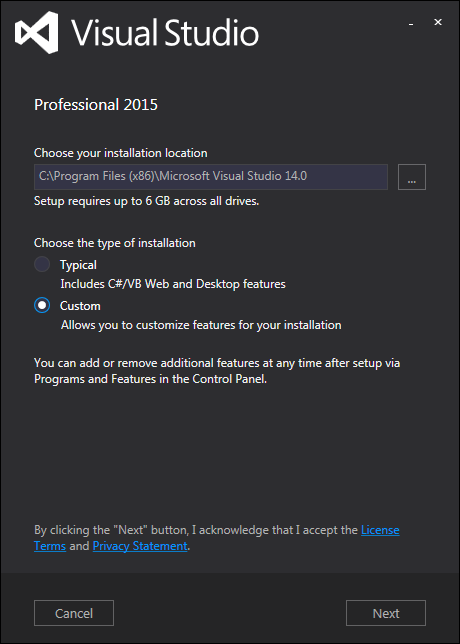 Visual Studio
Professional 2015
Choose your installation location
C:\Program Files (x86)\Microsoft Visual Studio 14.0
...
Setup requires up to 6 GB across all drives.
Choose the type of installation
Typical
Includes C#/VB Web and Desktop features
Custom
Allows you to customize features for your installation
You can add or remove additional features at any time after setup via
Programs and Features in the Control Panel.
By clicking the "Next" button, I acknowledge that I accept the License
Terms and Privacy Statement.
Cancel
Next